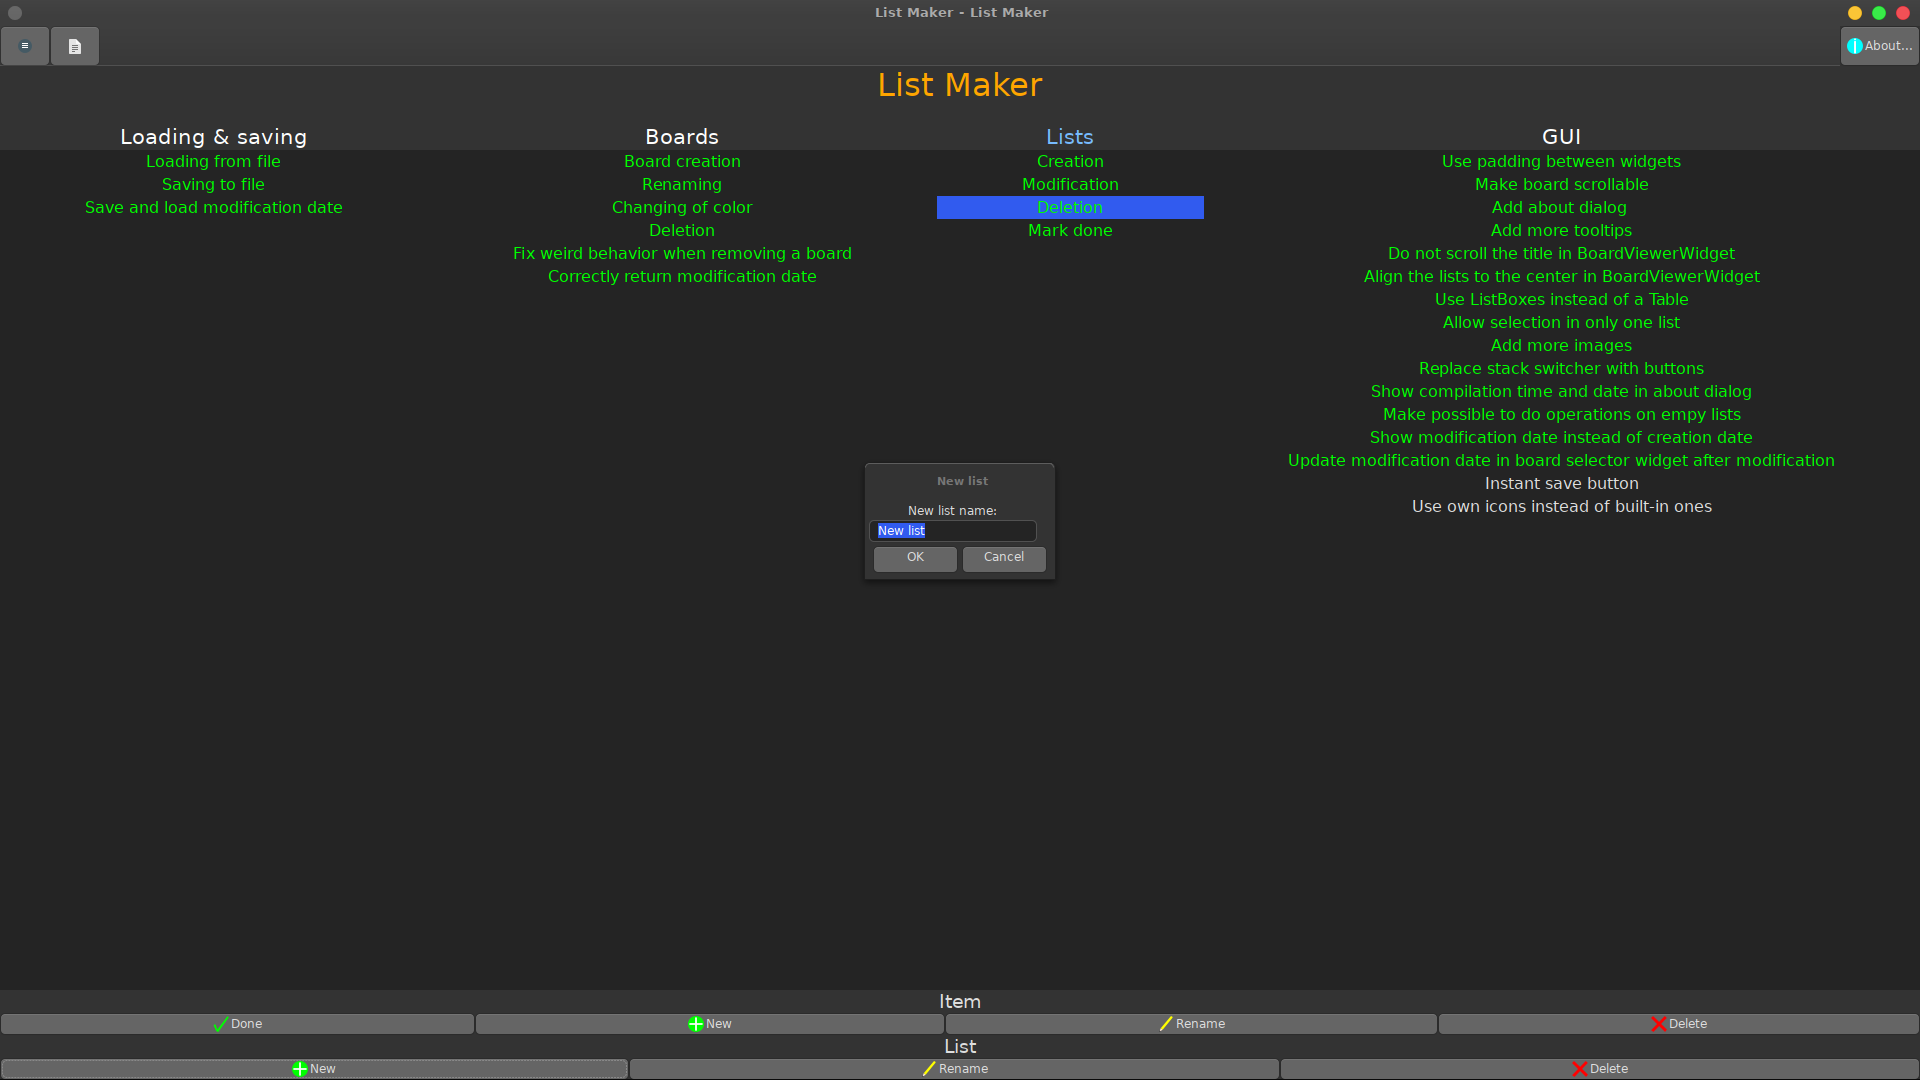 List Maker - List Maker
About...
List Maker
Loading & saving
Loading from file
Saving to file
Save and load modification date
Boards
Board creation
Renaming
Changing of color
Deletion
Fix weird behavior when removing a board
Correctly return modification date
Lists
Creation
Modification
Deletion
Mark done
GUI
Use padding between widgets
Make board scrollable
Add about dialog
Add more tooltips
Do not scroll the title in BoardViewerWidget
Align the lists to the center in BoardViewerWidget
Use ListBoxes instead of a Table
Allow selection in only one list
Add more images
Replace stack switcher with buttons
Show compilation time and date in about dialog
Make possible to do operations on empy lists
Show modification date instead of creation date
Update modification date in board selector widget after modification
Instant save button
Use own icons instead of built-in ones
New list
New list name:
New list
OK
Cancel
Item
Done
New
Rename
Delete
List
New
Rename
Delete